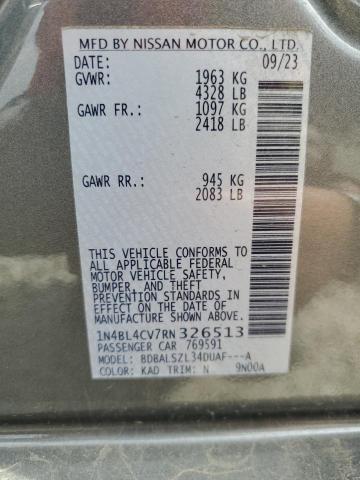 MFD BY NISSAN MOTOR CO., LTD.
DATE: 09/23
GVWR: 1963 KG
4328 LB
GAWR FR.: 1097 KG
2418 LB
GAWR RR.: 945 KG
2083 LB
THIS VEHICLE CONFORMS TO
ALL APPLICABLE FEDERAL
MOTOR VEHICLE SAFETY,
BUMPER, AND THEFT
PREVENTION STANDARDS IN
EFFECT ON THE DATE OF
MANUFACTURE SHOWN ABOVE.
1N4BL4CV7RN326513
PASSENGER CAR 769591
MODEL: BDBALSZL34DUAF---A
COLOR: KAD TRIM: N 9N00A